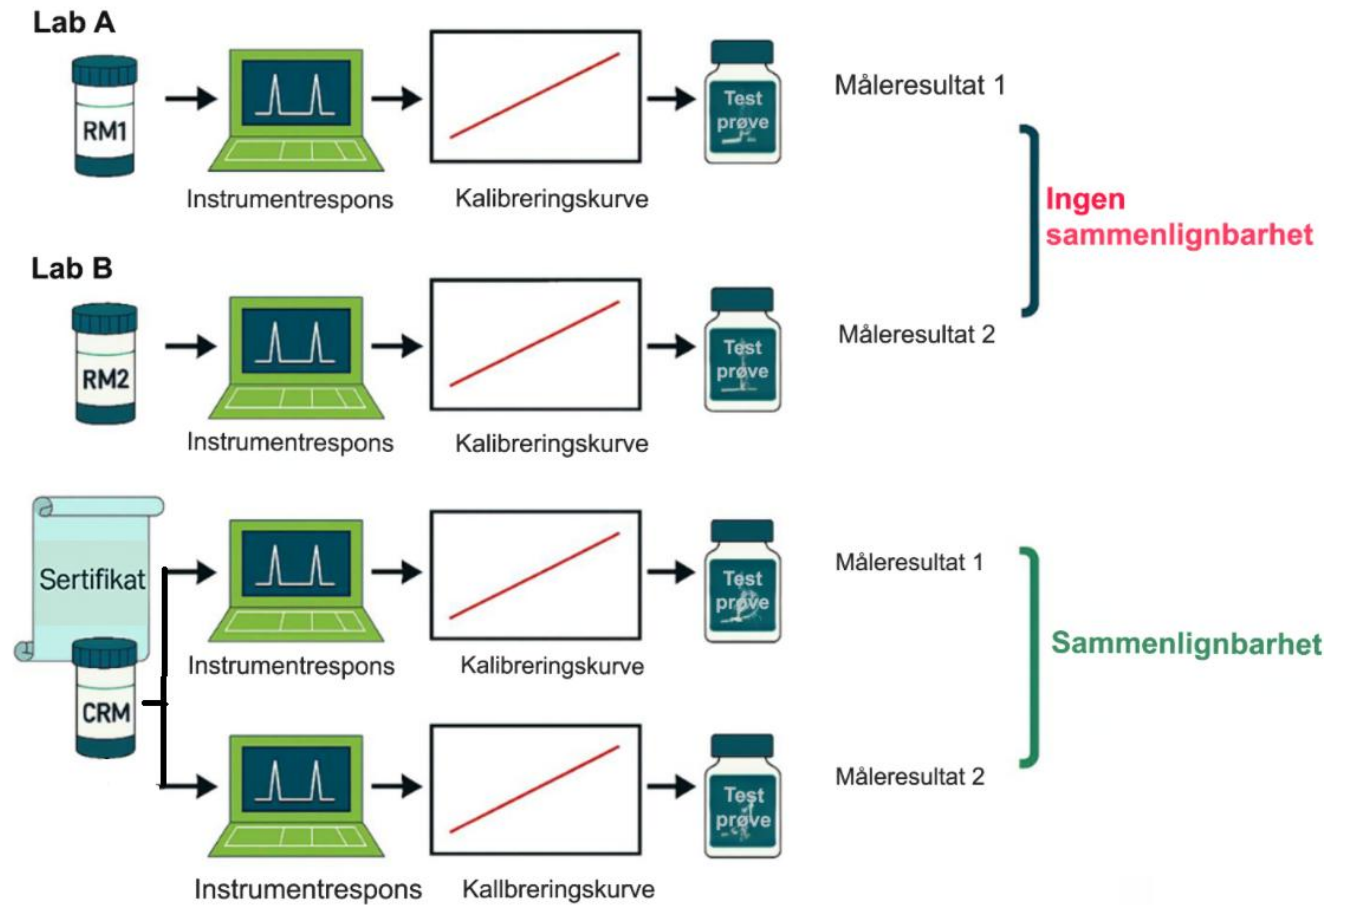 Lab A
RM1
Test
prøve
Måleresultat 1
Instrumentrespons
Kalibreringskurve
Ingen
sammenlignbarhet
Lab B
RM2
Test
prøve
Måleresultat 2
Instrumentrespons
Kalibreringskurve
Sertifikat
CRM
Test
prøve
Måleresultat 1
Instrumentrespons
Kalibreringskurve
Sammenlignbarhet
Test
prøve
Måleresultat 2
Instrumentrespons
Kallbreringskurve